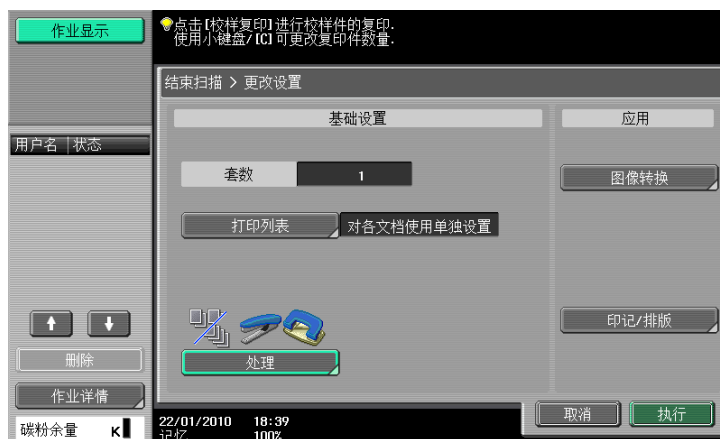 作业显示
点击[校样复印]进行校样件的复印.
使用小键盘/[C]可更改复印件数量.
结束扫描 > 更改设置
基础设置
应用
用户名 状态
套数 1
图像转换
打印列表 对各文档使用单独设置
印记/排版
处理
删除
作业详情
取消 执行
碳粉余量 K
22/01/2010 18:39
记忆 100%